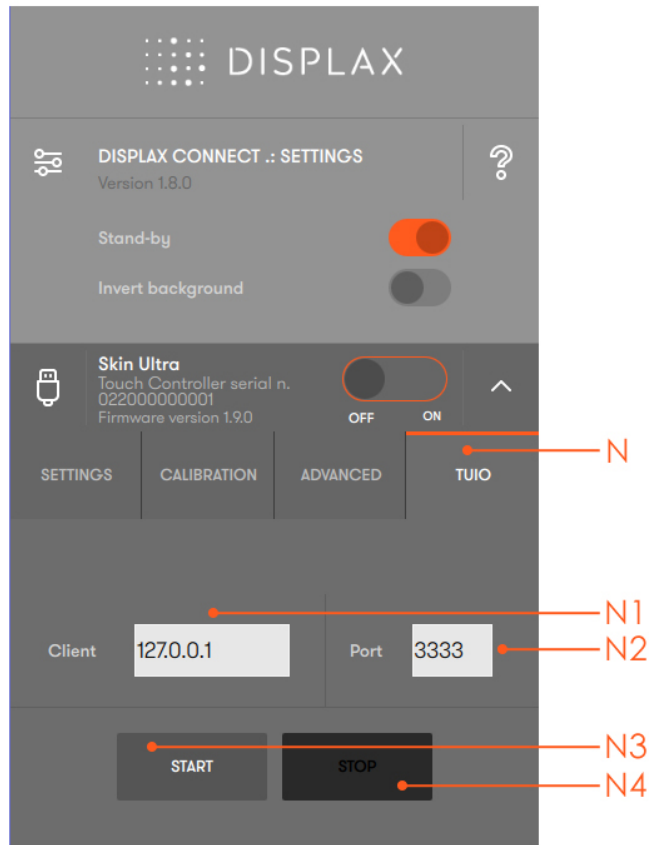 DISPLAX
DISPLAX CONNECT .: SETTINGS
Version 1.8.0
Stand-by
Invert background
Skin Ultra
Touch Controller serial n.
022000000001
Firmware version 1.9.0
OFF ON
SETTINGS CALIBRATION ADVANCED TUIO
N
N1
Client 127.0.0.1 Port 3333
N2
N3
START STOP
N4